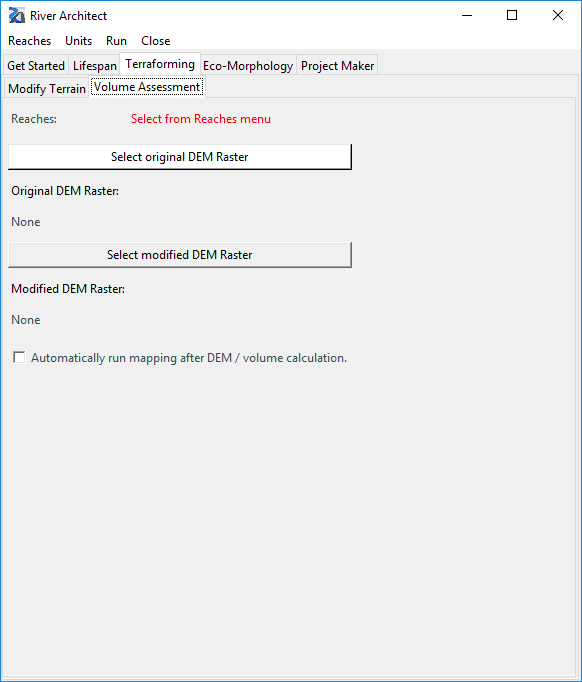 River Architect
Reaches Units Run Close
Get Started Lifespan Terraforming Eco-Morphology Project Maker
Modify Terrain Volume Assessment
Reaches: Select from Reaches menu
Select original DEM Raster
Original DEM Raster:
None
Select modified DEM Raster
Modified DEM Raster:
None
Automatically run mapping after DEM / volume calculation.